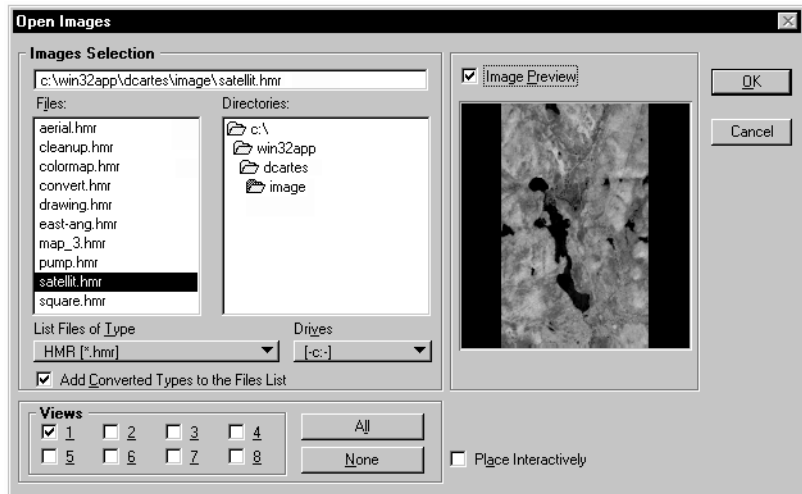 Open Images
Images Selection
c:\win32app\dcartes\image\satellit.hmr
Files:
aerial.hmr
cleanup.hmr
colormap.hmr
convert.hmr
drawing.hmr
east-ang.hmr
map_3.hmr
pump.hmr
satellit.hmr
square.hmr
Directories:
c:\
win32app
dcartes
image
List Files of Type
HMR [*.hmr]
Drives
[-c:-]
Add Converted Types to the Files List
Image Preview
OK
Cancel
Views
1 2 3 4
5 6 7 8
All
None
Place Interactively